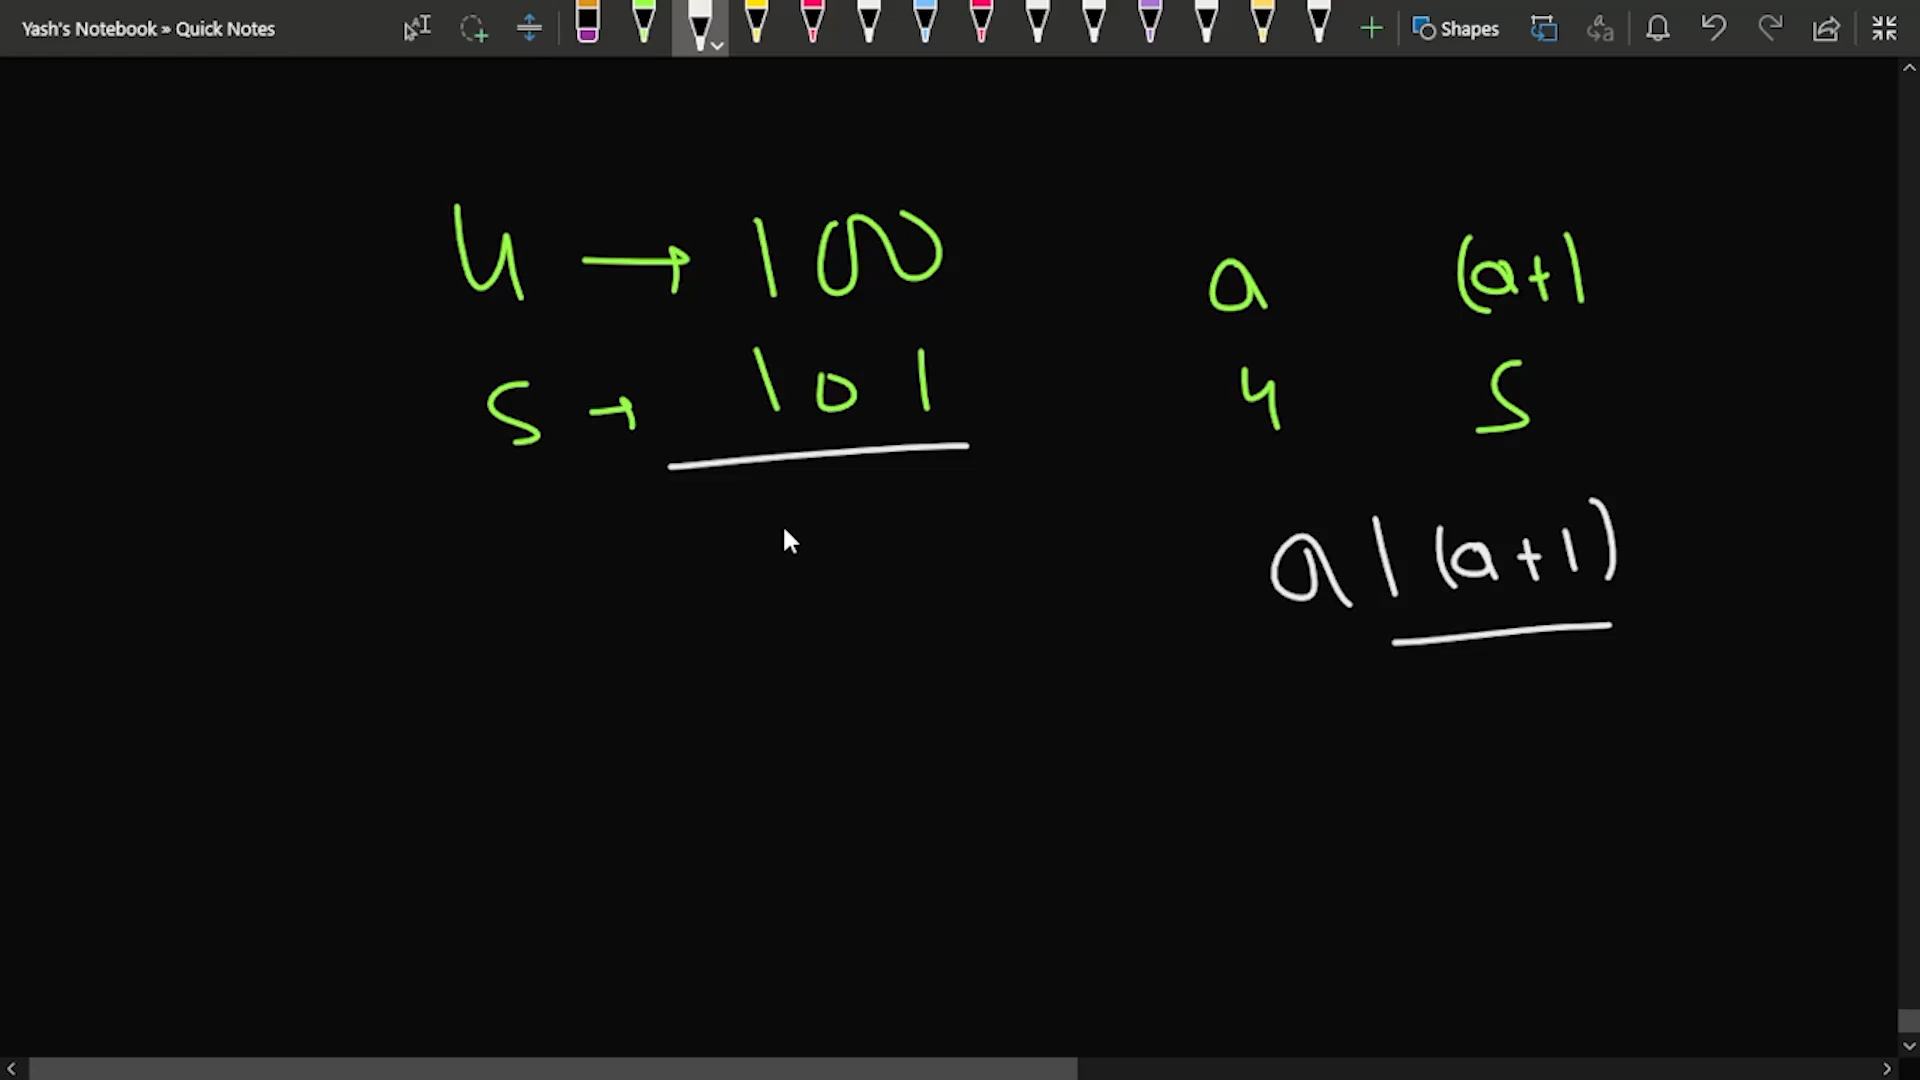 Yash's Notebook » Quick Notes
Shapes
4 → 100
5 → 101
a (a+1
4 5
a | (a+1)